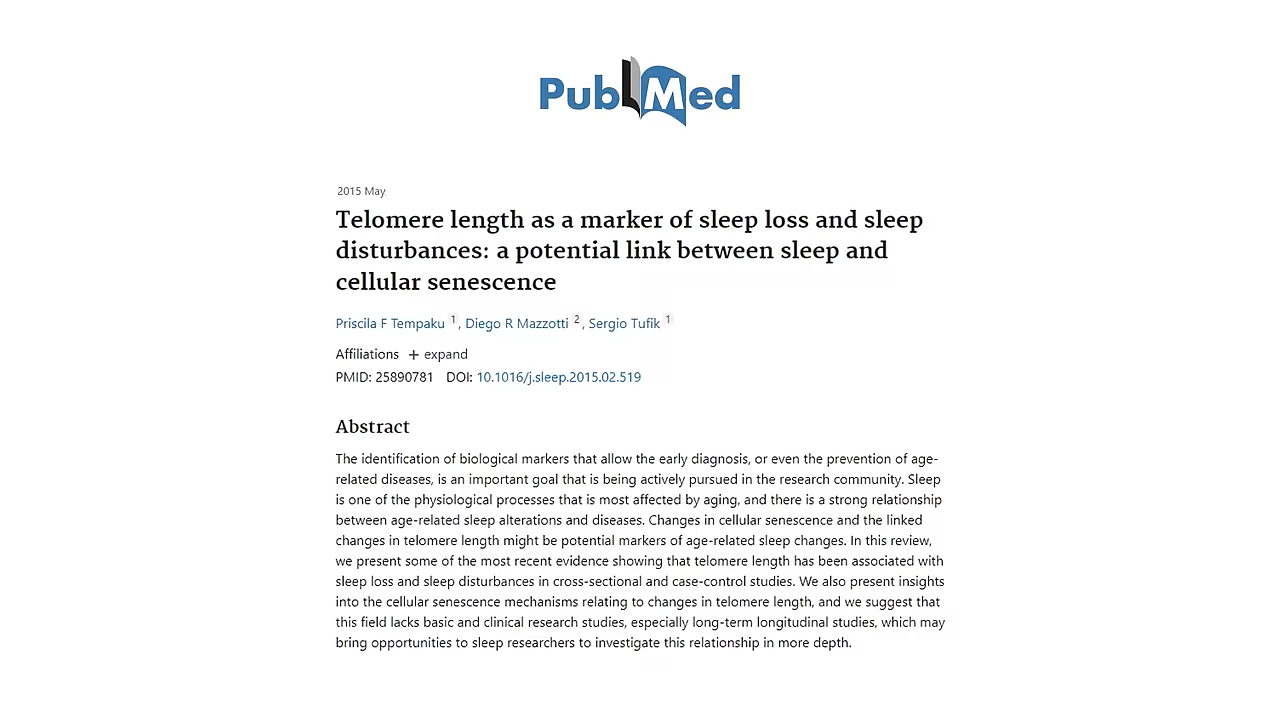 PubMed
2015 May
Telomere length as a marker of sleep loss and sleep
disturbances: a potential link between sleep and
cellular senescence
Priscila F Tempaku 1, Diego R Mazzotti 2, Sergio Tufik 1
Affiliations + expand
PMID: 25890781 DOI: 10.1016/j.sleep.2015.02.519
Abstract
The identification of biological markers that allow the early diagnosis, or even the prevention of age-
related diseases, is an important goal that is being actively pursued in the research community. Sleep
is one of the physiological processes that is most affected by aging, and there is a strong relationship
between age-related sleep alterations and diseases. Changes in cellular senescence and the linked
changes in telomere length might be potential markers of age-related sleep changes. In this review,
we present some of the most recent evidence showing that telomere length has been associated with
sleep loss and sleep disturbances in cross-sectional and case-control studies. We also present insights
into the cellular senescence mechanisms relating to changes in telomere length, and we suggest that
this field lacks basic and clinical research studies, especially long-term longitudinal studies, which may
bring opportunities to sleep researchers to investigate this relationship in more depth.